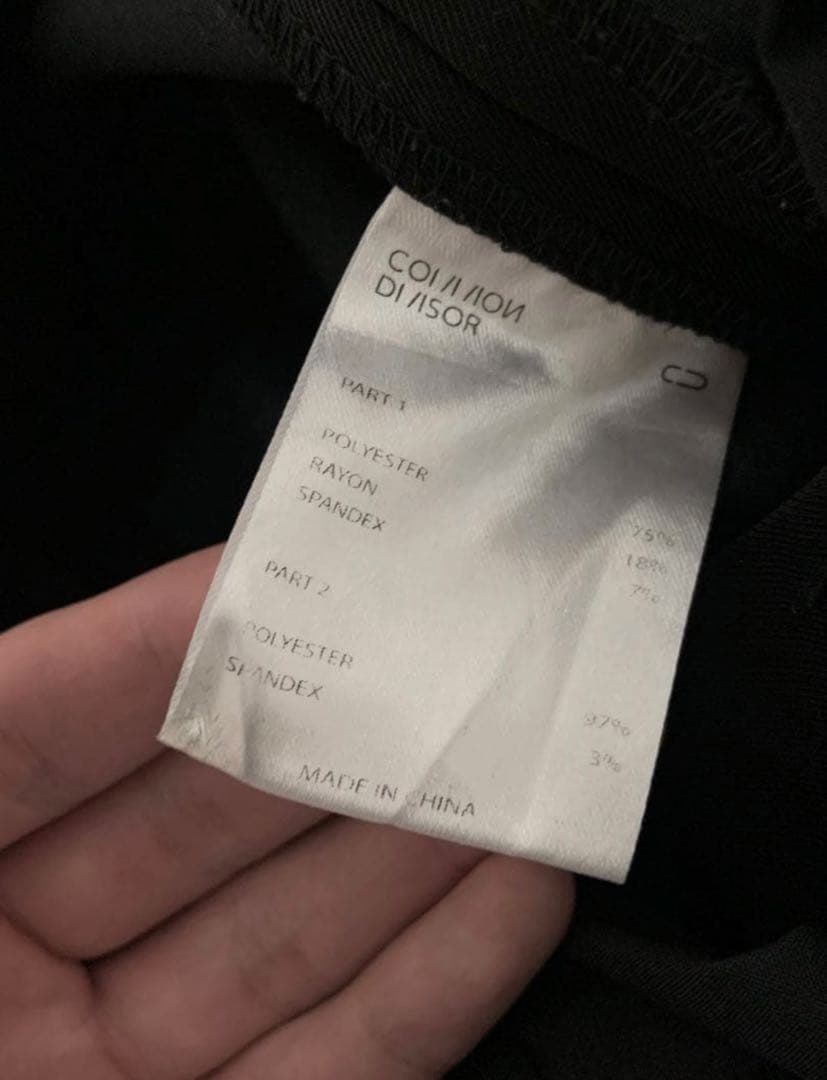 COMMON
DIVISOR
CD
PART 1
POLYESTER 75%
RAYON 18%
SPANDEX 7%
PART 2
POLYESTER 97%
SPANDEX 3%
MADE IN CHINA